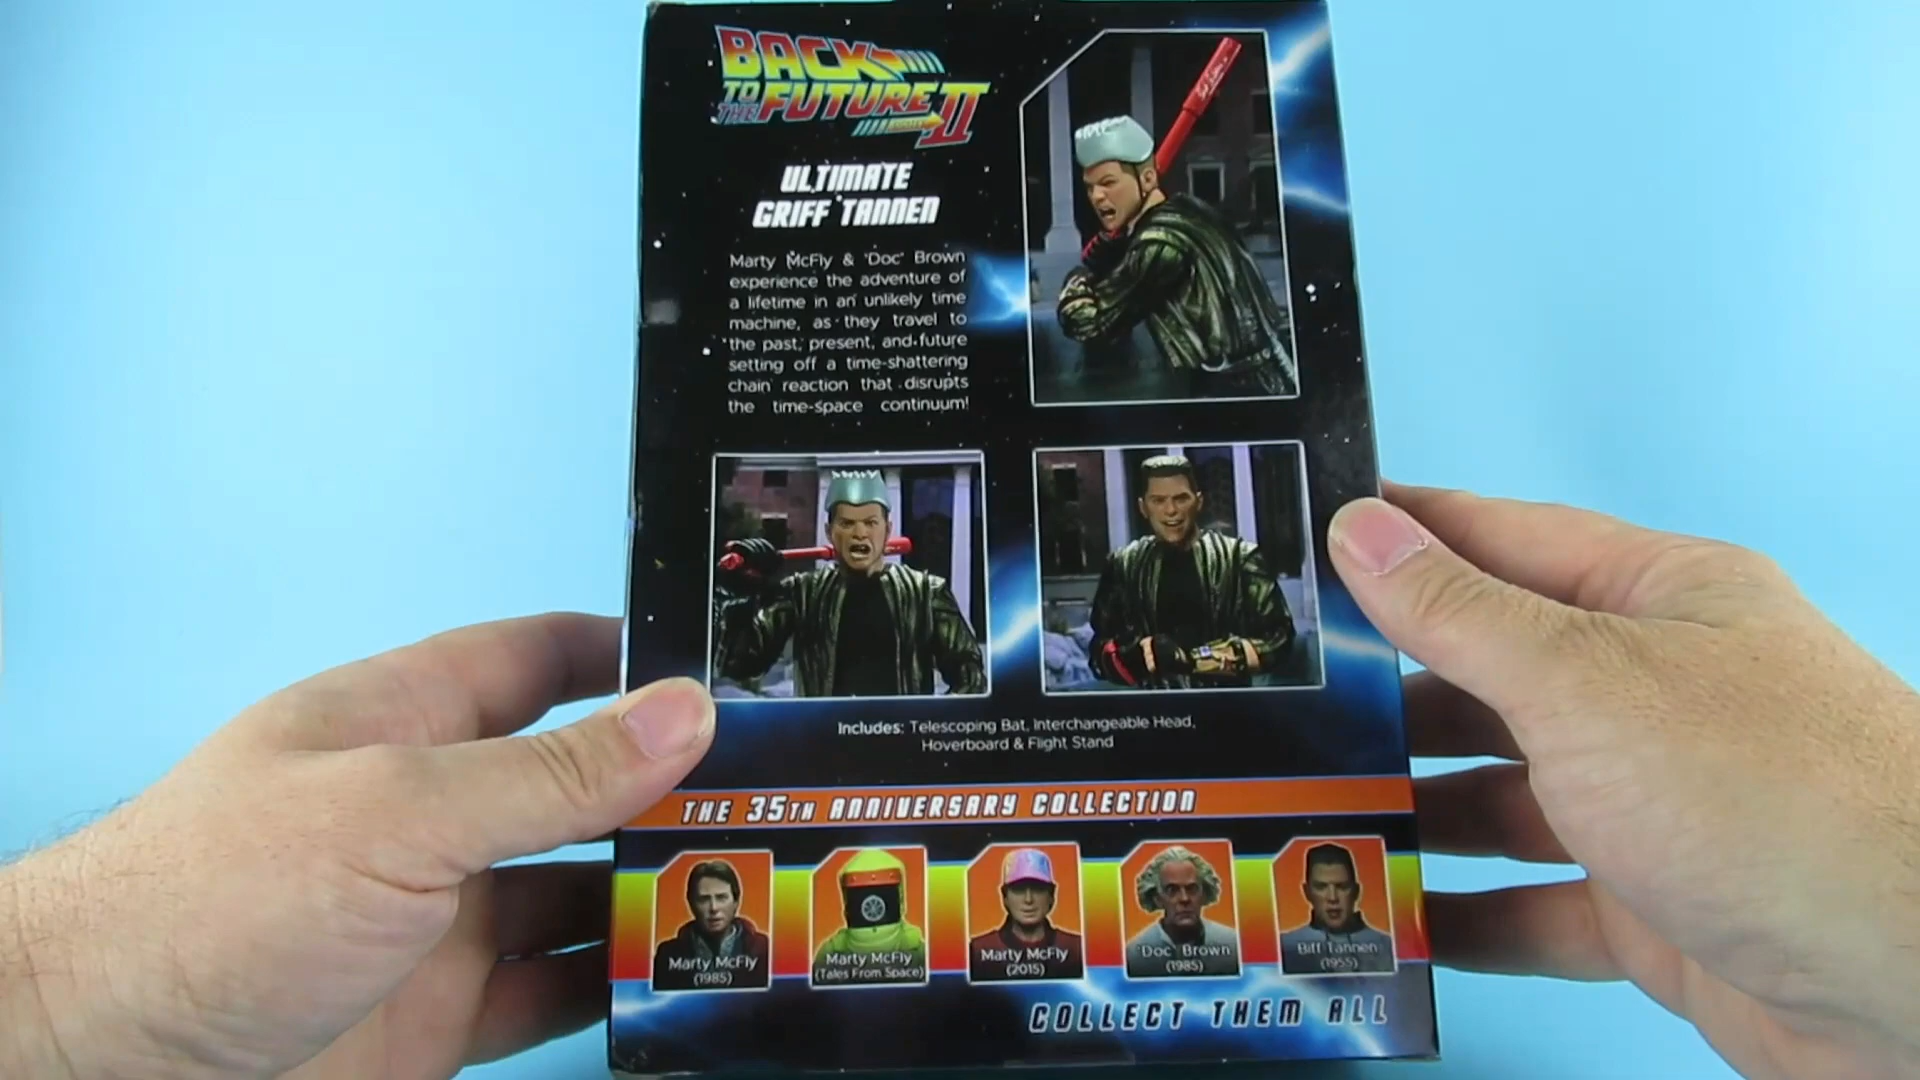 BACK
TO THE FUTURE II
ULTIMATE
GRIFF TANNEN
Marty McFly & "Doc" Brown
experience the adventure of
a lifetime in an unlikely time
machine, as they travel to
the past, present, and future
setting off a time-shattering
chain reaction that disrupts
the time-space continuum!
Includes: Telescoping Bat, Interchangeable Head,
Hoverboard & Flight Stand
THE 35TH ANNIVERSARY COLLECTION
Marty McFly
(1985)
Marty McFly
(Tales From Space)
Marty McFly
(2015)
"Doc" Brown
(1985)
Biff Tannen
(1955)
COLLECT THEM ALL